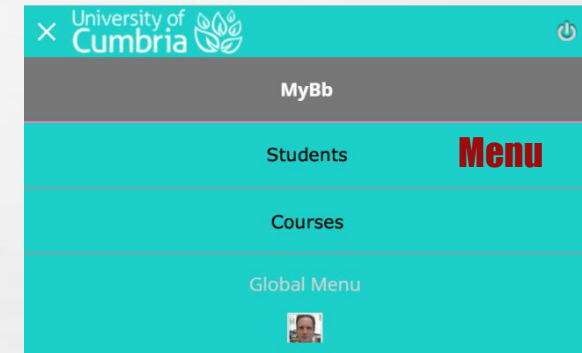 University of
Cumbria
MyBb
Students
Menu
Courses
Global Menu